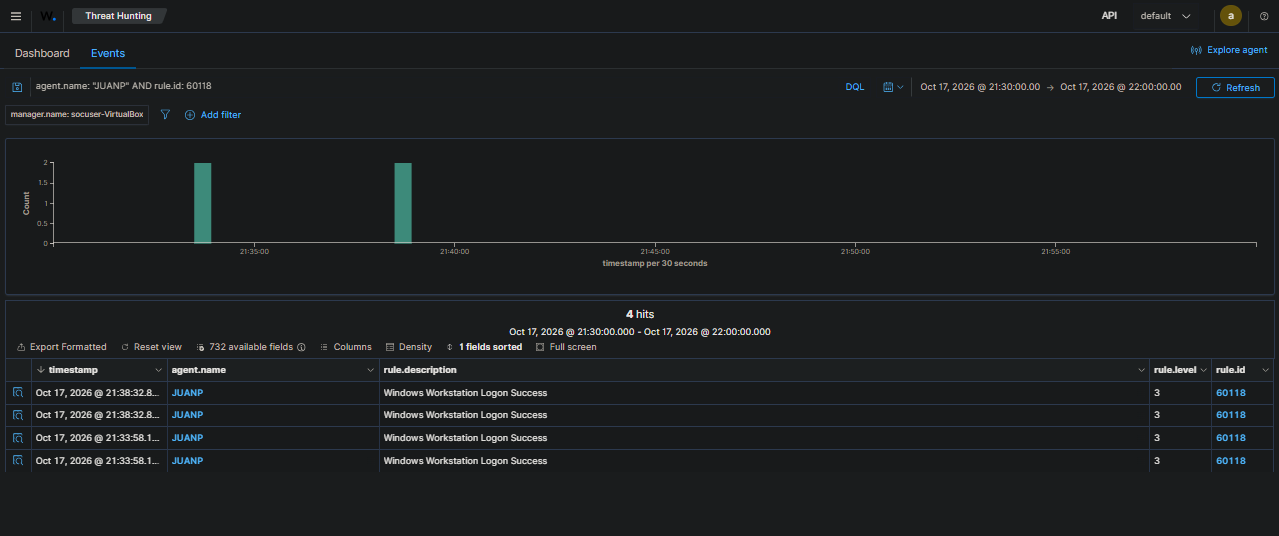 W. Threat Hunting API default a
Dashboard Events Explore agent
agent.name: "JUANP" AND rule.id: 60118 DQL Oct 17, 2026 @ 21:30:00.00 → Oct 17, 2026 @ 22:00:00.00 Refresh
manager.name: socuser-VirtualBox Add filter
2
1.5
1
0.5
0
Count
21:35:00 21:40:00 21:45:00 21:50:00 21:55:00
timestamp per 30 seconds
4 hits
Oct 17, 2026 @ 21:30:00.000 - Oct 17, 2026 @ 22:00:00.000
Export Formatted Reset view 732 available fields Columns Density 1 fields sorted Full screen
timestamp agent.name rule.description rule.level rule.id
Oct 17, 2026 @ 21:38:32.8... JUANP Windows Workstation Logon Success 3 60118
Oct 17, 2026 @ 21:38:32.8... JUANP Windows Workstation Logon Success 3 60118
Oct 17, 2026 @ 21:33:58.1... JUANP Windows Workstation Logon Success 3 60118
Oct 17, 2026 @ 21:33:58.1... JUANP Windows Workstation Logon Success 3 60118